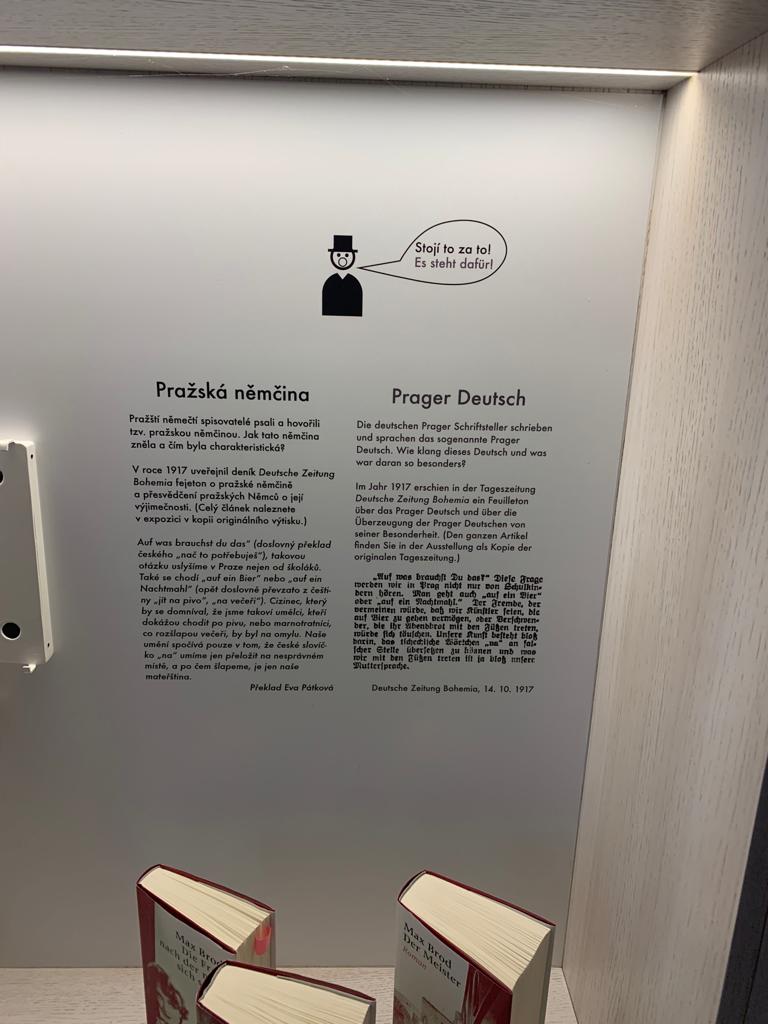 Stojí to za to!
Es steht dafür!
Pražská němčina
Pražští němečtí spisovatelé psali a hovořili
tzv. pražskou němčinou. Jak tato němčina
zněla a čím byla charakteristická?
V roce 1917 uveřejnil deník Deutsche Zeitung
Bohemia fejeton o pražské němčině
a přesvědčení pražských Němců o její
výjimečnosti. (Celý článek naleznete
v expozici v kopii originálního výtisku.)
Auf was brauchst du das“ (doslovný překlad
českého „nač to potřebuješ“), takovou
otázku uslyšíme v Praze nejen od školáků.
Také se chodí „auf ein Bier“ nebo „auf ein
Nachtmahl“ (opět doslovně převzato z češti-
ny „jít na pivo“, „na večeři“). Cizinec, který
by se domníval, že jsme takoví umělci, kteří
dokážou chodit po pivu, nebo marnotratníci,
co rozšlapou večeři, by byl na omylu. Naše
umění spočívá pouze v tom, že české slovíč-
ko „na“ umíme jen přeložit na nesprávném
místě, a po čem šlapeme, je jen naše
mateřština.
Překlad Eva Pátková
Prager Deutsch
Die deutschen Prager Schriftsteller schrieben
und sprachen das sogenannte Prager
Deutsch. Wie klang dieses Deutsch und was
war daran so besonders?
Im Jahr 1917 erschien in der Tageszeitung
Deutsche Zeitung Bohemia ein Feuilleton
über das Prager Deutsch und über die
Überzeugung der Prager Deutschen von
seiner Besonderheit. (Den ganzen Artikel
finden Sie in der Ausstellung als Kopie der
originalen Tageszeitung.)
„Auf was brauchst Du das?“ Diese Frage
werden wir in Prag nicht nur von Schulkin-
dern hören. Man geht auch „auf ein Bier“
oder „auf ein Nachtmahl.“ Der Fremde, der
vermeinen würde, daß wir Künstler seien, die
auf Bier zu gehen vermögen, oder Verschwen-
der, die ihr Abendbrot mit den Füßen treten,
würde sich täuschen. Unsere Kunst besteht bloß
darin, das tschechische Wörtchen „na“ an fal-
scher Stelle übersetzen zu können und was
wir mit den Füßen treten ist ja bloß unsere
Muttersprache.
Deutsche Zeitung Bohemia, 14. 10. 1917
Max Brod
Die
nach der
sich
Max Brod
Der Meister
Roman